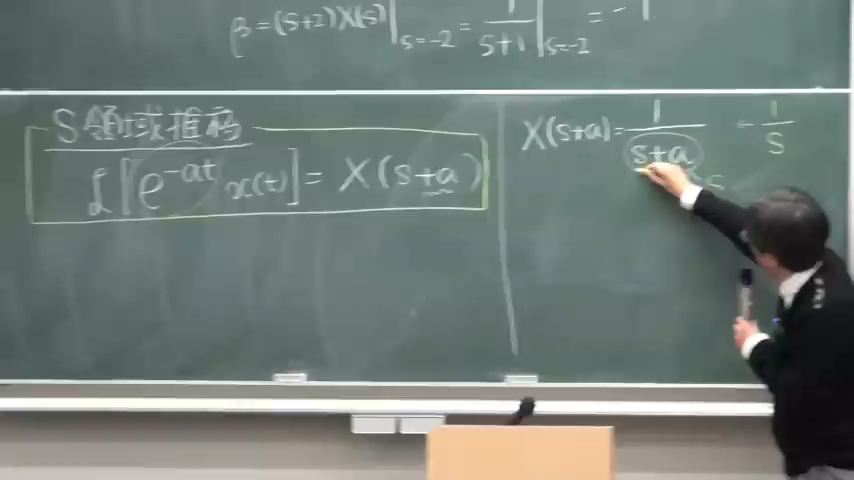 β=(s+2)X(s)|s=-2 = 1/s+1|s=-2 = -1
S領域推移
ℒ[e^{-at} x(t)] = X(s+a)
X(s+a)=1/s+a
1/s